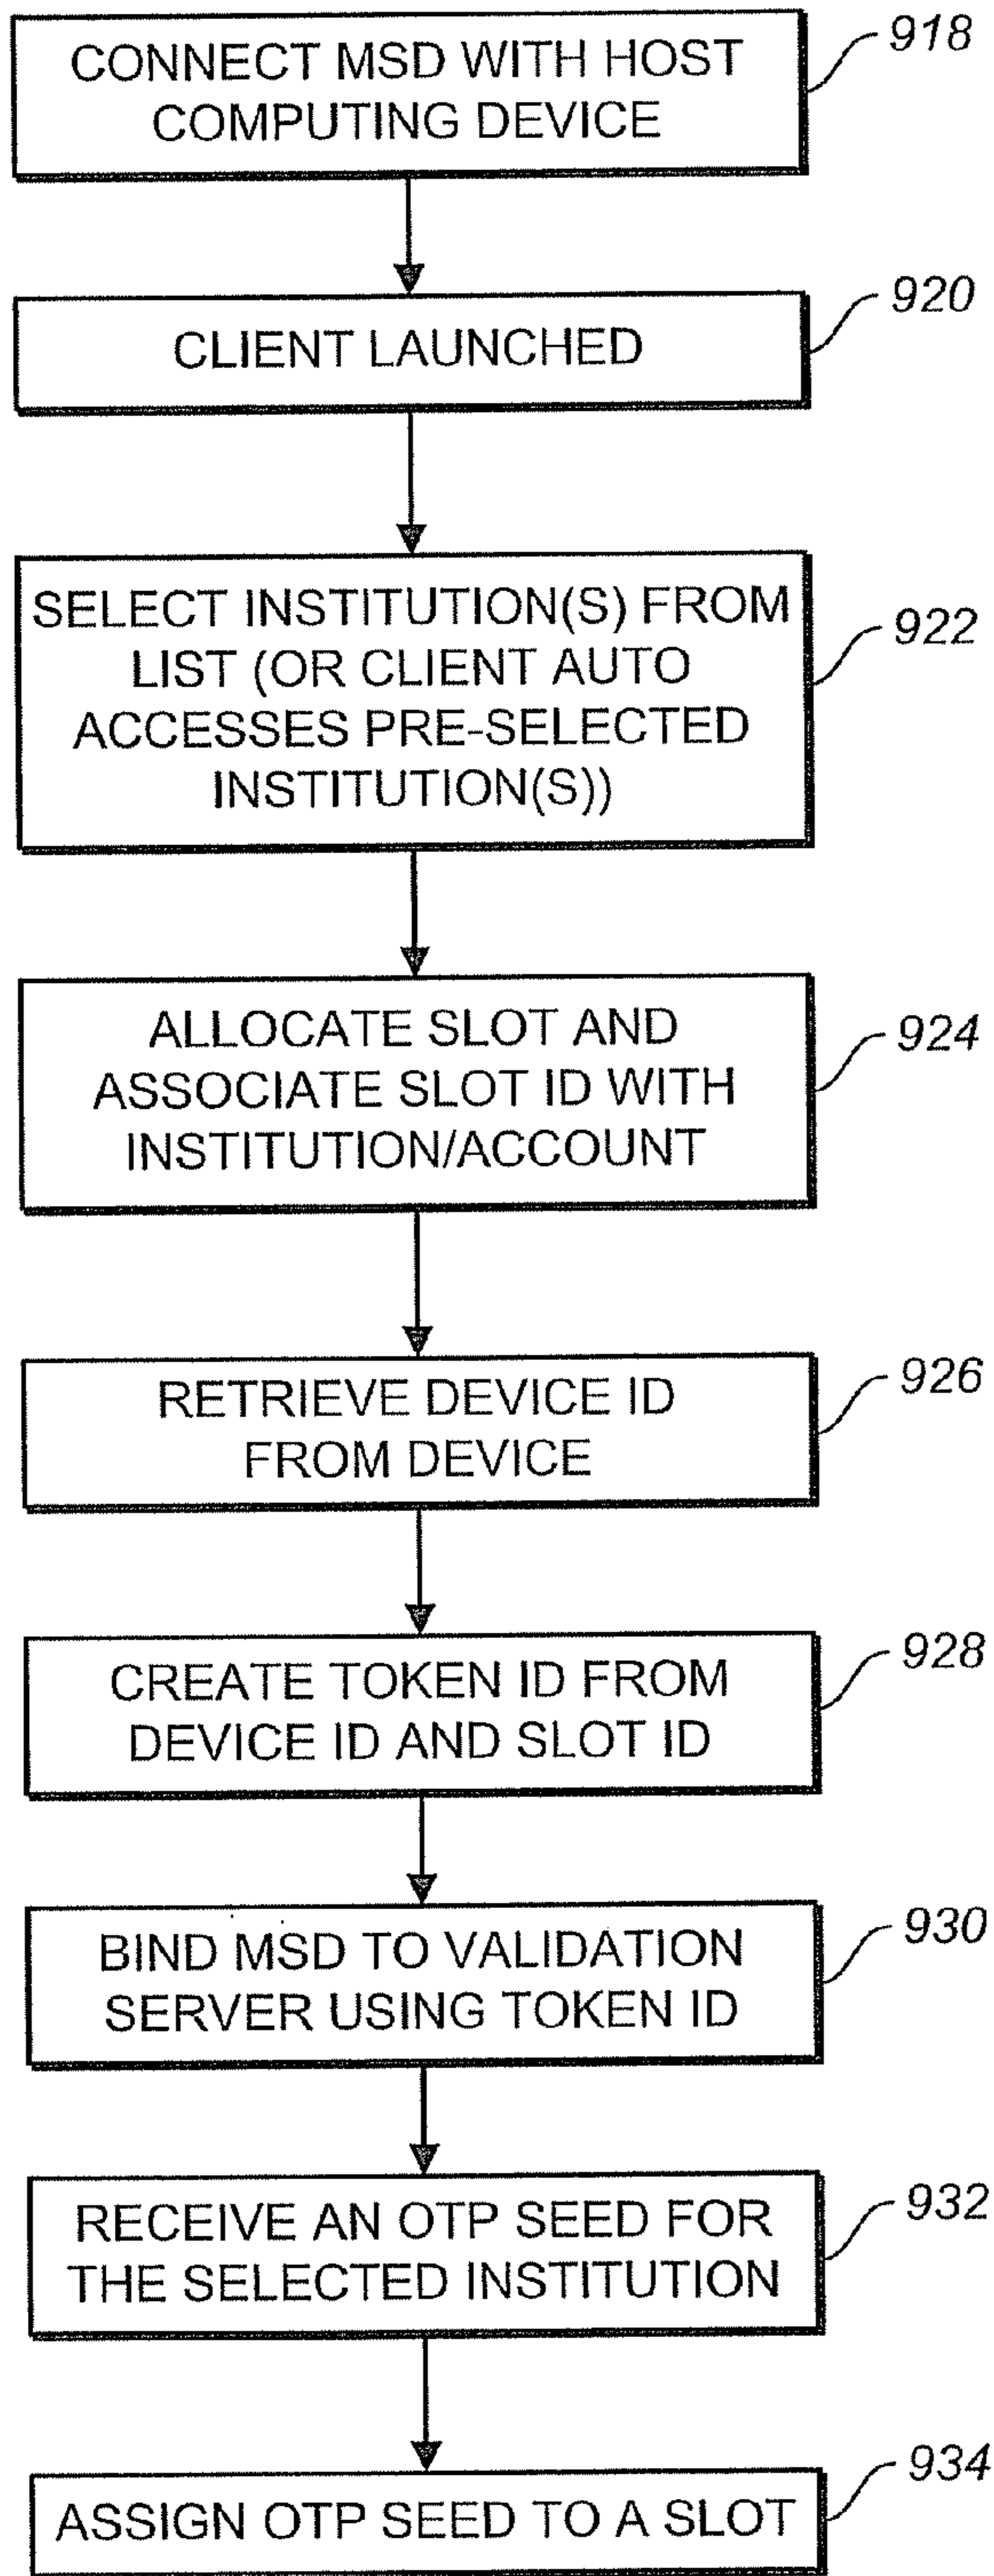 CONNECT MSD WITH HOST
COMPUTING DEVICE
918
CLIENT LAUNCHED
920
SELECT INSTITUTION(S) FROM
LIST (OR CLIENT AUTO
ACCESSES PRE-SELECTED
INSTITUTION(S))
922
ALLOCATE SLOT AND
ASSOCIATE SLOT ID WITH
INSTITUTION/ACCOUNT
924
RETRIEVE DEVICE ID
FROM DEVICE
926
CREATE TOKEN ID FROM
DEVICE ID AND SLOT ID
928
BIND MSD TO VALIDATION
SERVER USING TOKEN ID
930
RECEIVE AN OTP SEED FOR
THE SELECTED INSTITUTION
932
ASSIGN OTP SEED TO A SLOT
934